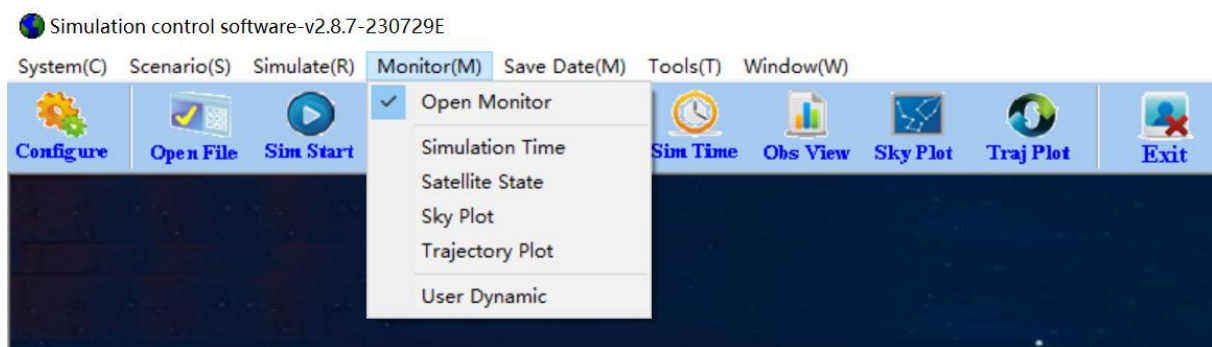 Simulation control software-v2.8.7-230729E
System(C) Scenario(S) Simulate(R) Monitor(M) Save Date(M) Tools(T) Window(W)
Configure Open File Sim Start Sim Time Obs View Sky Plot Traj Plot Exit
Open Monitor
Simulation Time
Satellite State
Sky Plot
Trajectory Plot
User Dynamic